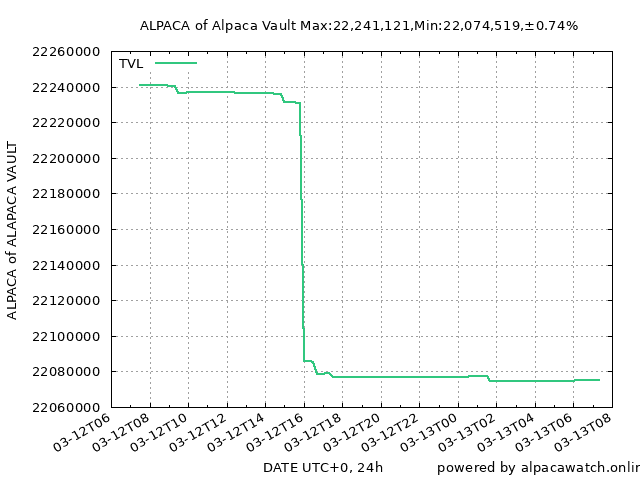 ALPACA of Alpaca Vault Max:22,241,121,Min:22,074,519,±0.74%
TVL
22260000
22240000
22220000
22200000
22180000
22160000
22140000
22120000
22100000
22080000
22060000
ALPACA of ALAPACA VAULT
03-12T06
03-12T08
03-12T10
03-12T12
03-12T14
03-12T16
03-12T18
03-12T20
03-12T22
03-13T00
03-13T02
03-13T04
03-13T06
03-13T08
DATE UTC+0, 24h
powered by alpacawatch.onlin